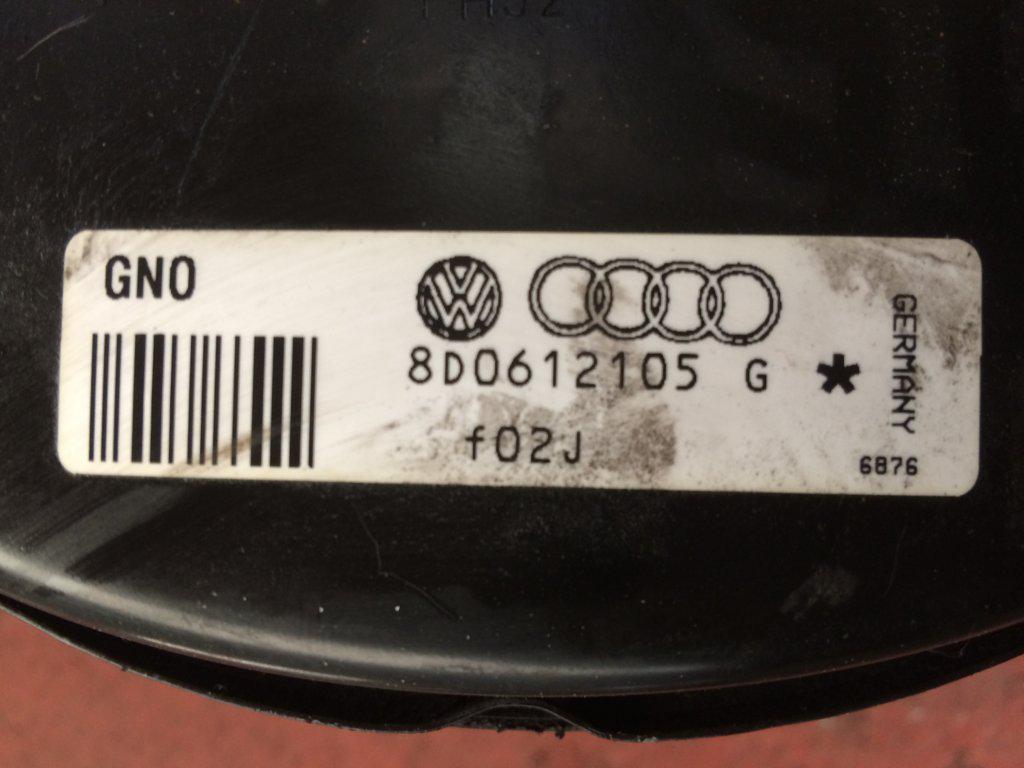 GNO
8D0612105 G *
f02J
GERMANY
6876